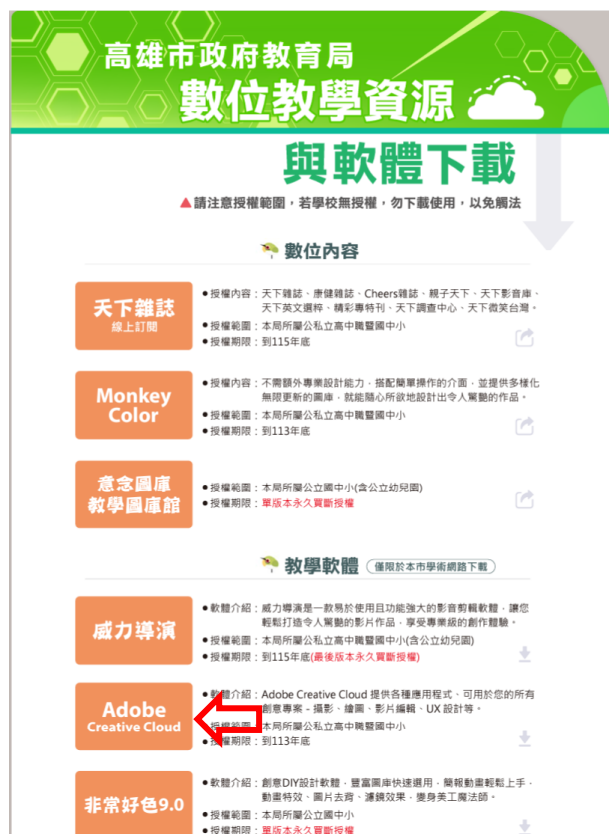 高雄市政府教育局
數位教學資源
與軟體下載
▲請注意授權範圍，若學校無授權，勿下載使用，以免觸法
數位內容
天下雜誌
線上訂閱
●授權內容：天下雜誌、康健雜誌、Cheers雜誌、親子天下、天下影音庫、
天下英文選粹、精彩專特刊、天下調查中心、天下微笑台灣。
●授權範圍：本局所屬公私立高中職暨國中小
●授權期限：到115年底
Monkey
Color
●授權內容：不需額外專業設計能力，搭配簡單操作的介面，並提供多樣化
無限更新的圖庫，就能隨心所欲地設計出令人驚艷的作品。
●授權範圍：本局所屬公私立高中職暨國中小
●授權期限：到113年底
意念圖庫
教學圖庫館
●授權範圍：本局所屬公立國中小(含公立幼兒園)
●授權期限：單版本永久買斷授權
教學軟體 僅限於本市學術網路下載
威力導演
●軟體介紹：威力導演是一款易於使用且功能強大的影音剪輯軟體，讓您
輕鬆打造令人驚艷的影片作品，享受專業級的創作體驗。
●授權範圍：本局所屬公私立高中職暨國中小(含公立幼兒園)
●授權期限：到115年底(最後版本永久買斷授權)
Adobe
Creative Cloud
●軟體介紹：Adobe Creative Cloud 提供各種應用程式、可用於您的所有
創意專案 - 攝影、繪圖、影片編輯、UX 設計等。
●授權範圍：本局所屬公私立高中職暨國中小
●授權期限：到113年底
非常好色9.0
●軟體介紹：創意DIY設計軟體，豐富圖庫快速選用，簡報動畫輕鬆上手，
動畫特效、圖片去背、濾鏡效果，變身美工魔法師。
●授權範圍：本局所屬公立國中小
●授權期限：單版本永久買斷授權